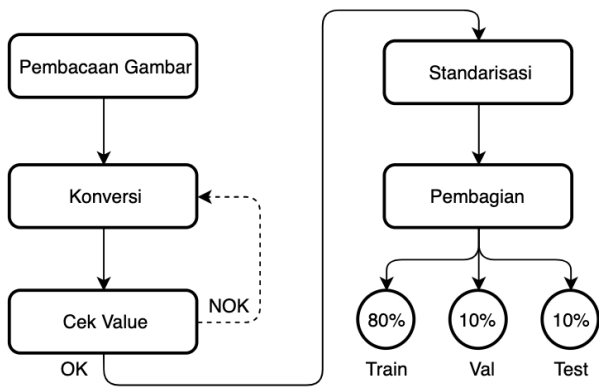 Pembacaan Gambar
Konversi
Cek Value
NOK
OK
Standarisasi
Pembagian
80% 10% 10%
Train Val Test